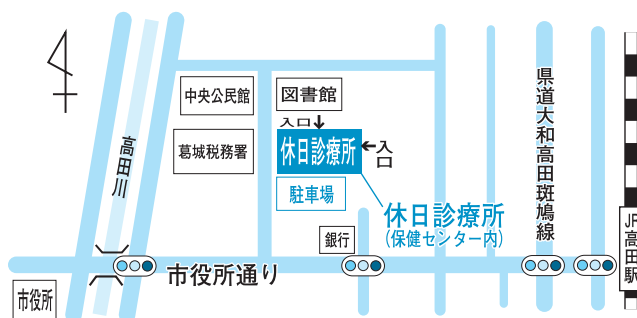 中央公民館
図書館
入口
葛城税務署
休日診療所
入口
駐車場
高田川
休日診療所
(保健センター内)
県道大和高田斑鳩線
銀行
市役所通り
市役所
JR高田駅